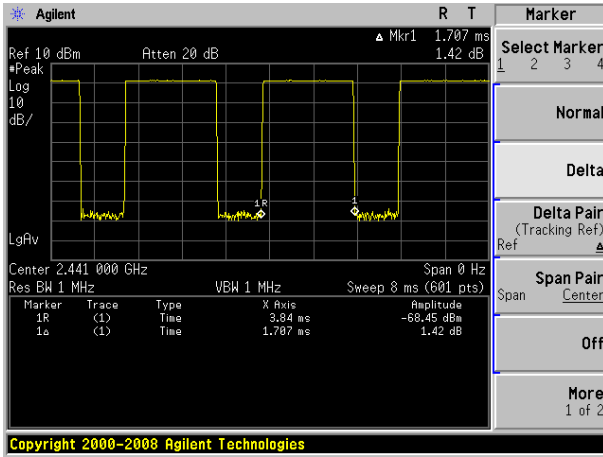 Agilent R T
Δ Mkr1 1.707 ms
Ref 10 dBm Atten 20 dB 1.42 dB
#Peak
Log
10
dB/
1R
1
LgAv
Center 2.441 000 GHz Span 0 Hz
Res BW 1 MHz VBW 1 MHz Sweep 8 ms (601 pts)
Marker Trace Type X Axis Amplitude
1R (1) Time 3.84 ms -68.45 dBm
1Δ (1) Time 1.707 ms 1.42 dB
Copyright 2000-2008 Agilent Technologies
Marker
Select Marker
1 2 3 4
Normal
Delta
Delta Pair
(Tracking Ref)
Ref Δ
Span Pair
Span Center
Off
More
1 of 2